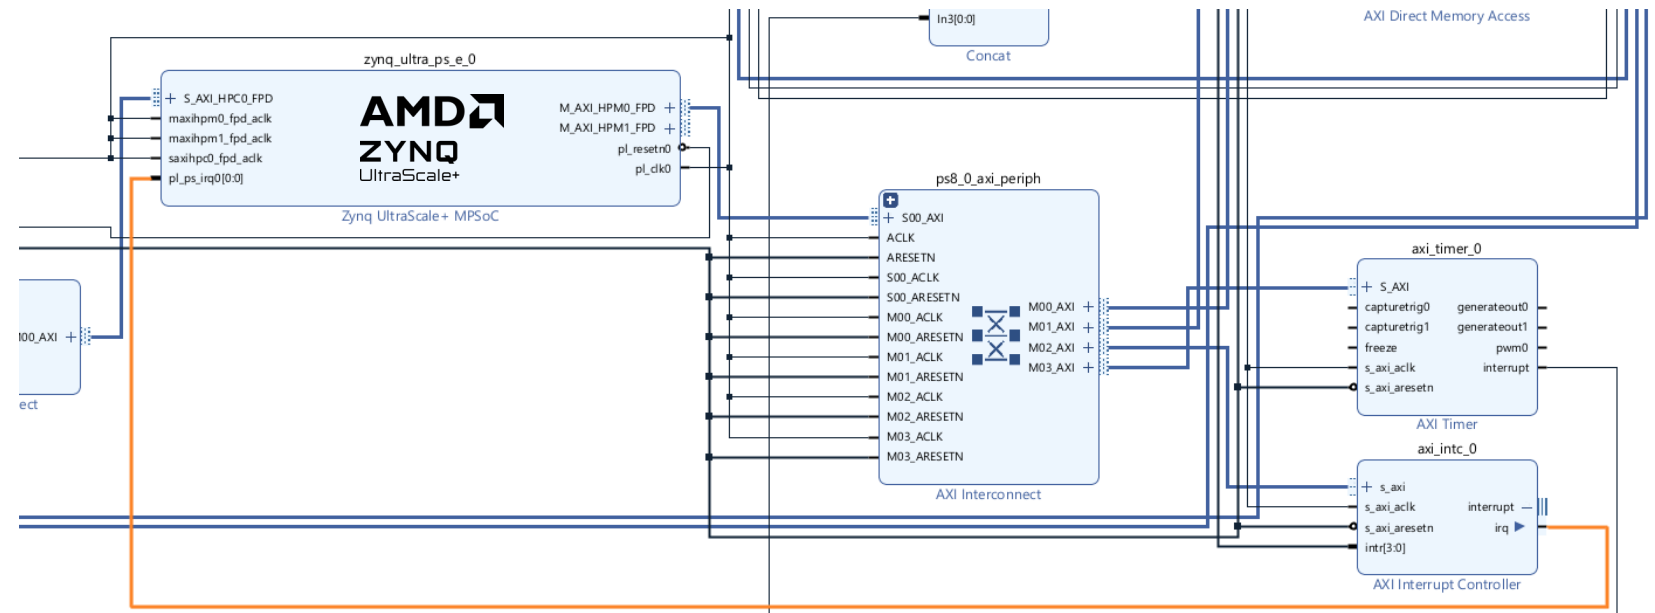 In3[0:0]
Concat
AXI Direct Memory Access
zynq_ultra_ps_e_0
S_AXI_HPC0_FPD
maxihpm0_fpd_aclk
maxihpm1_fpd_aclk
saxihpc0_fpd_aclk
pl_ps_irq0[0:0]
AMD
ZYNQ
UltraScale+
M_AXI_HPM0_FPD
M_AXI_HPM1_FPD
pl_resetn0
pl_clk0
Zynq UltraScale+ MPSoC
ps8_0_axi_periph
S00_AXI
ACLK
ARESETN
S00_ACLK
S00_ARESETN
M00_ACLK
M00_ARESETN
M01_ACLK
M01_ARESETN
M02_ACLK
M02_ARESETN
M03_ACLK
M03_ARESETN
M00_AXI
M01_AXI
M02_AXI
M03_AXI
AXI Interconnect
M00_AXI
ect
axi_timer_0
S_AXI
capturetrig0
capturetrig1
freeze
s_axi_aclk
s_axi_aresetn
generateout0
generateout1
pwm0
interrupt
AXI Timer
axi_intc_0
s_axi
s_axi_aclk
s_axi_aresetn
intr[3:0]
interrupt
irq
AXI Interrupt Controller